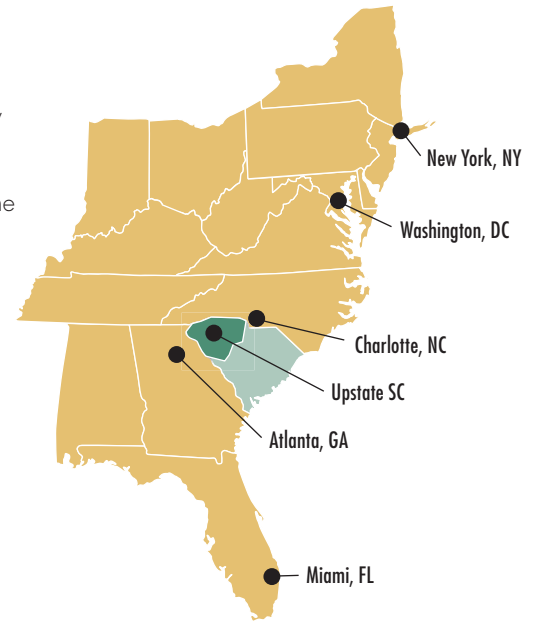 New York, NY
Washington, DC
Charlotte, NC
Upstate SC
Atlanta, GA
Miami, FL